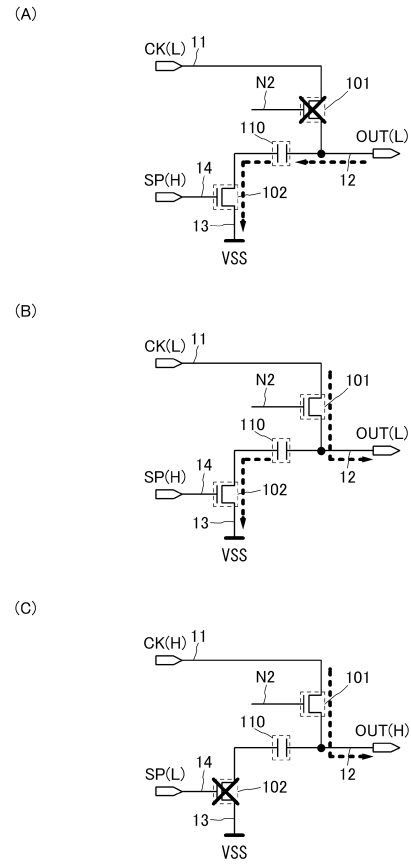 (A)
CK(L) 11
N2 101
110 OUT(L)
SP(H) 14 102 12
13
VSS
(B)
CK(L) 11
N2 101
110 OUT(L)
SP(H) 14 102 12
13
VSS
(C)
CK(H) 11
N2 101
110 OUT(H)
SP(L) 14 102 12
13
VSS